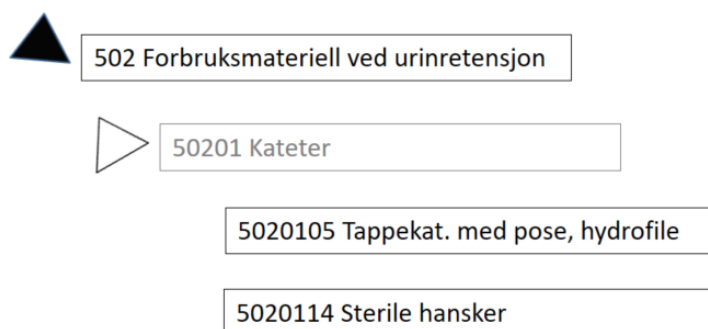 502 Forbruksmateriell ved urinretensjon
50201 Kateter
5020105 Tappekat. med pose, hydrofile
5020114 Sterile hansker